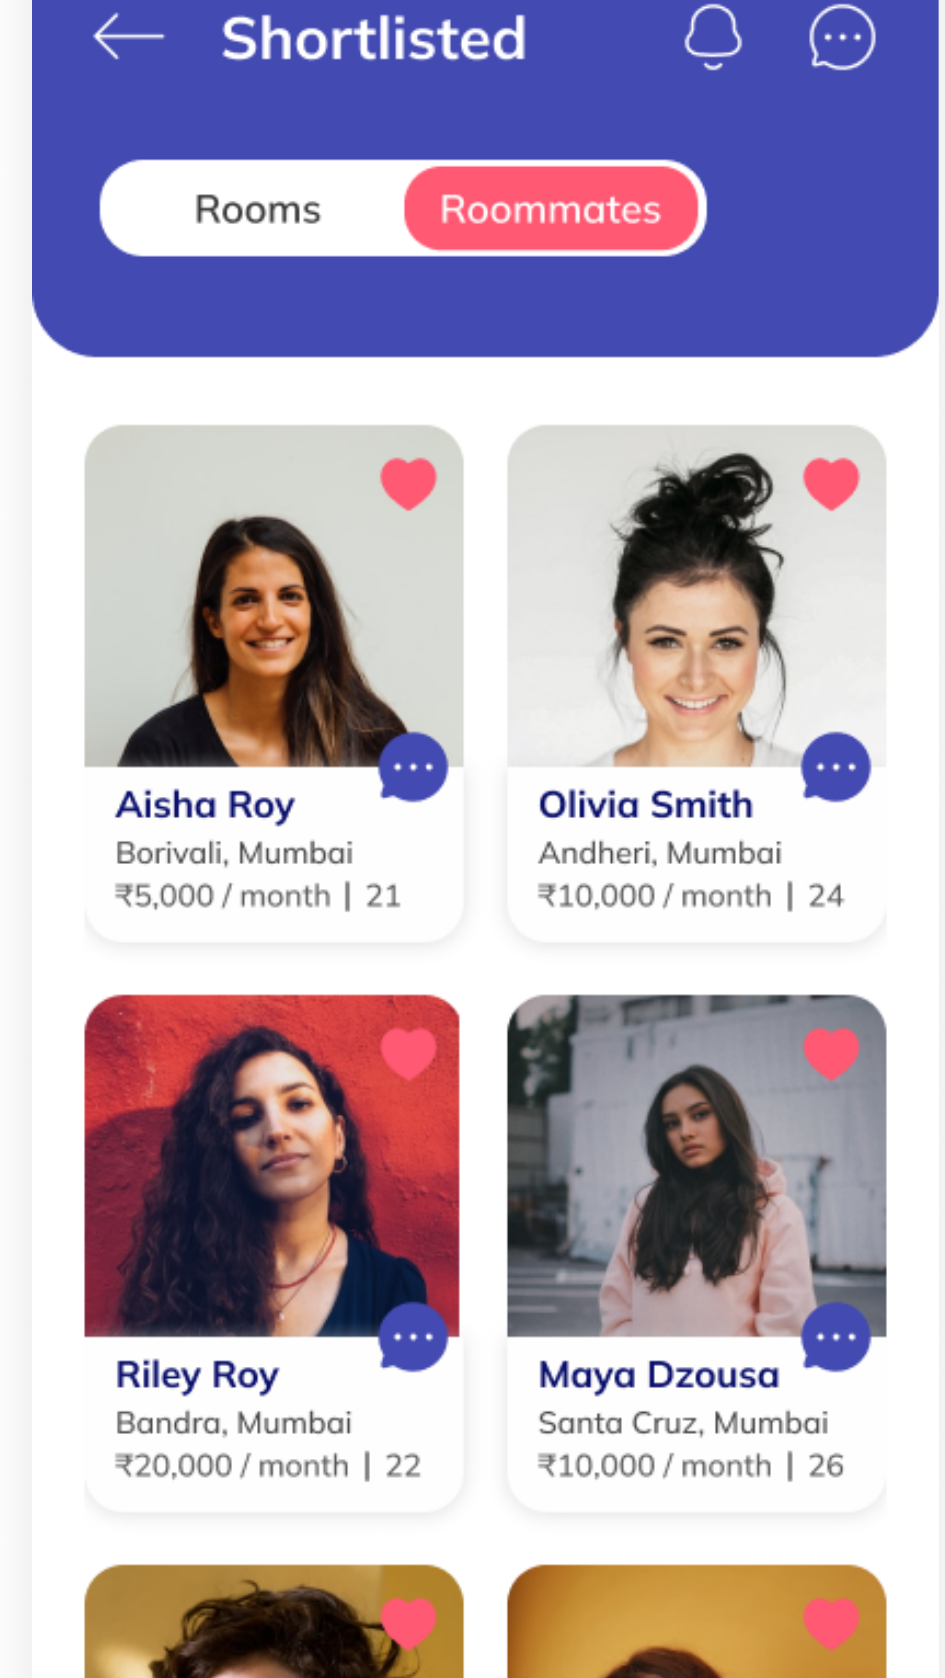 Shortlisted
Rooms
Roommates
Aisha Roy
Borivali, Mumbai
₹5,000 / month | 21
Olivia Smith
Andheri, Mumbai
₹10,000 / month | 24
Riley Roy
Bandra, Mumbai
₹20,000 / month | 22
Maya Dzousa
Santa Cruz, Mumbai
₹10,000 / month | 26